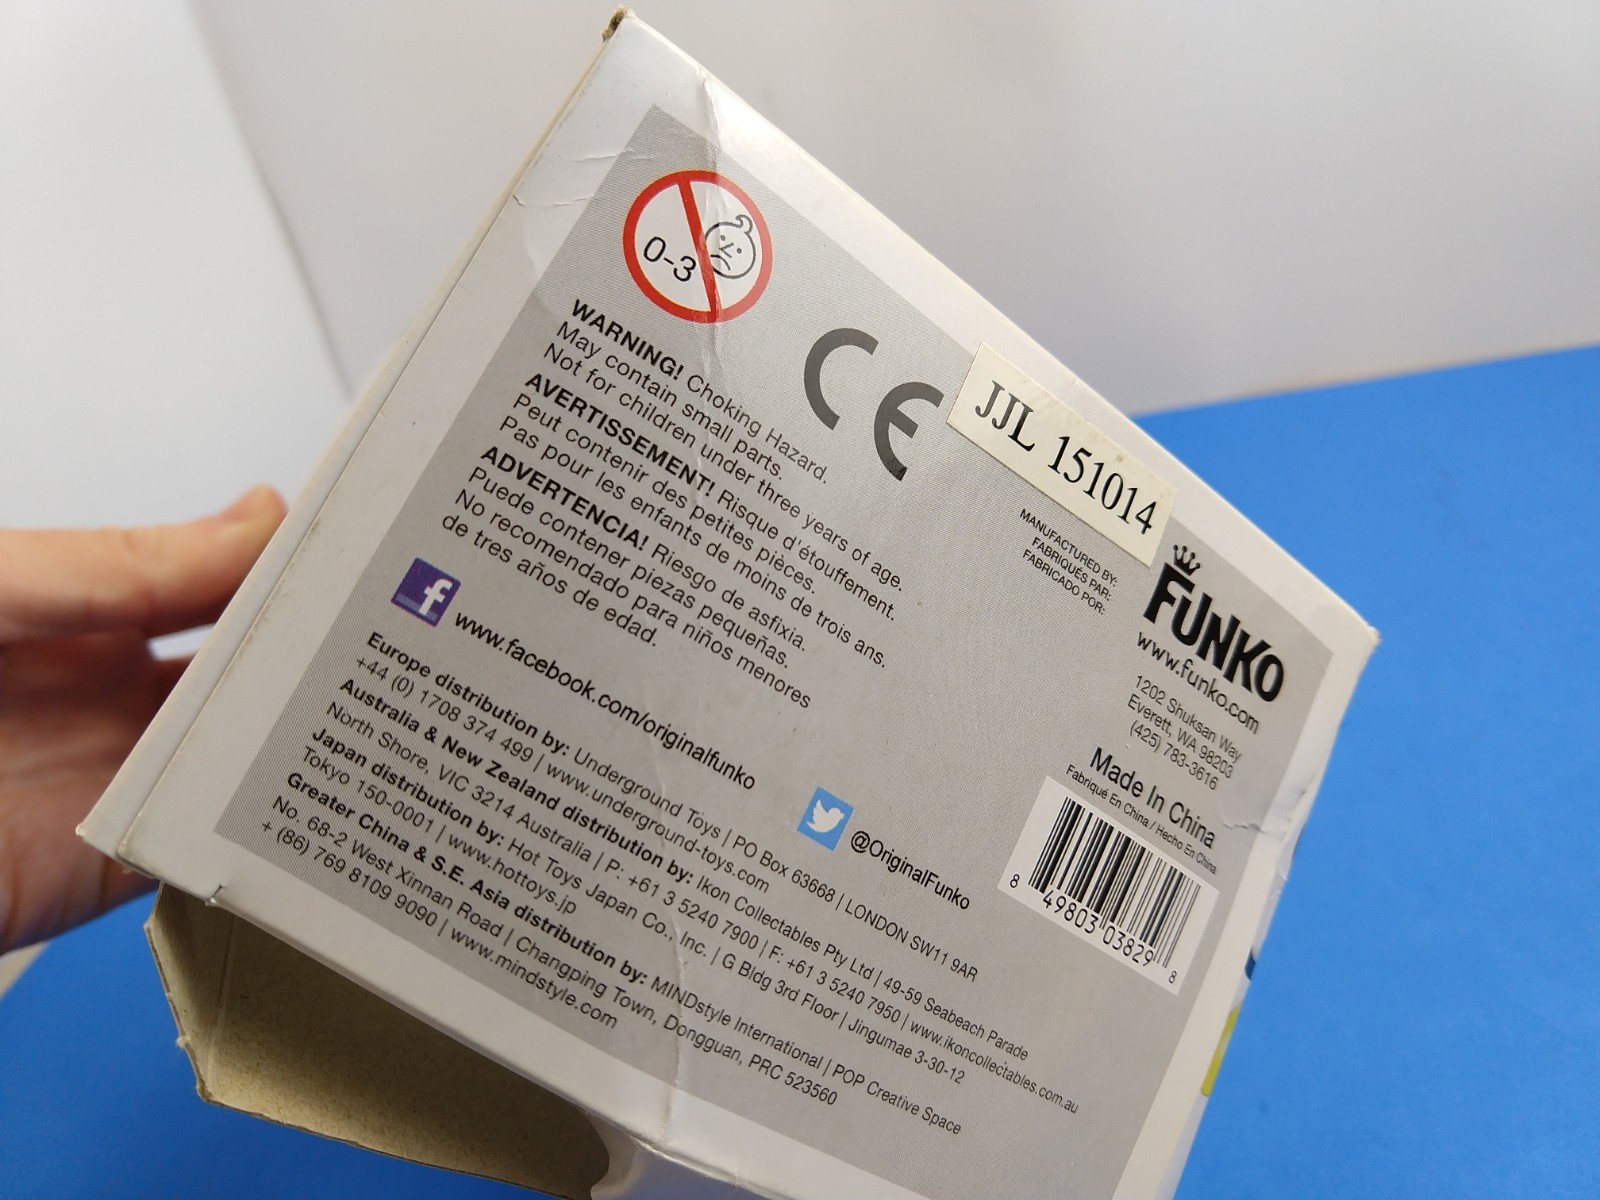 0-3
WARNING! Choking Hazard.
May contain small parts.
Not for children under three years of age.
AVERTISSEMENT! Risque d'étouffement.
Peut contenir des petites pièces.
Pas pour les enfants de moins de trois ans.
ADVERTENCIA! Riesgo de asfixia.
Puede contener piezas pequeñas.
No recomendado para niños menores
de tres años de edad.
CE
JJL 151014
MANUFACTURED BY:
FABRIQUÉS PAR:
FABRICADO POR:
FUNKO
www.funko.com
1202 Shuksan Way
Everett, WA 98203
(425) 783-3616
Made In China
Fabriqué En China / Hecho En China
8 49803 03829 8
f www.facebook.com/originalfunko
@OriginalFunko
Europe distribution by: Underground Toys | PO Box 63668 | LONDON SW11 9AR
+44 (0) 1708 374 499 | www.underground-toys.com
Australia & New Zealand distribution by: Ikon Collectables Pty Ltd | 49-59 Seabeach Parade
North Shore, VIC 3214 Australia | P: +61 3 5240 7900 | F: +61 3 5240 7950 | www.ikoncollectables.com.au
Japan distribution by: Hot Toys Japan Co., Inc. | G Bldg 3rd Floor | Jingumae 3-30-12
Tokyo 150-0001 | www.hottoys.jp
Greater China & S.E. Asia distribution by: MINDstyle International | POP Creative Space
No. 68-2 West Xinnan Road | Changping Town, Dongguan, PRC 523560
+ (86) 769 8109 9090 | www.mindstyle.com